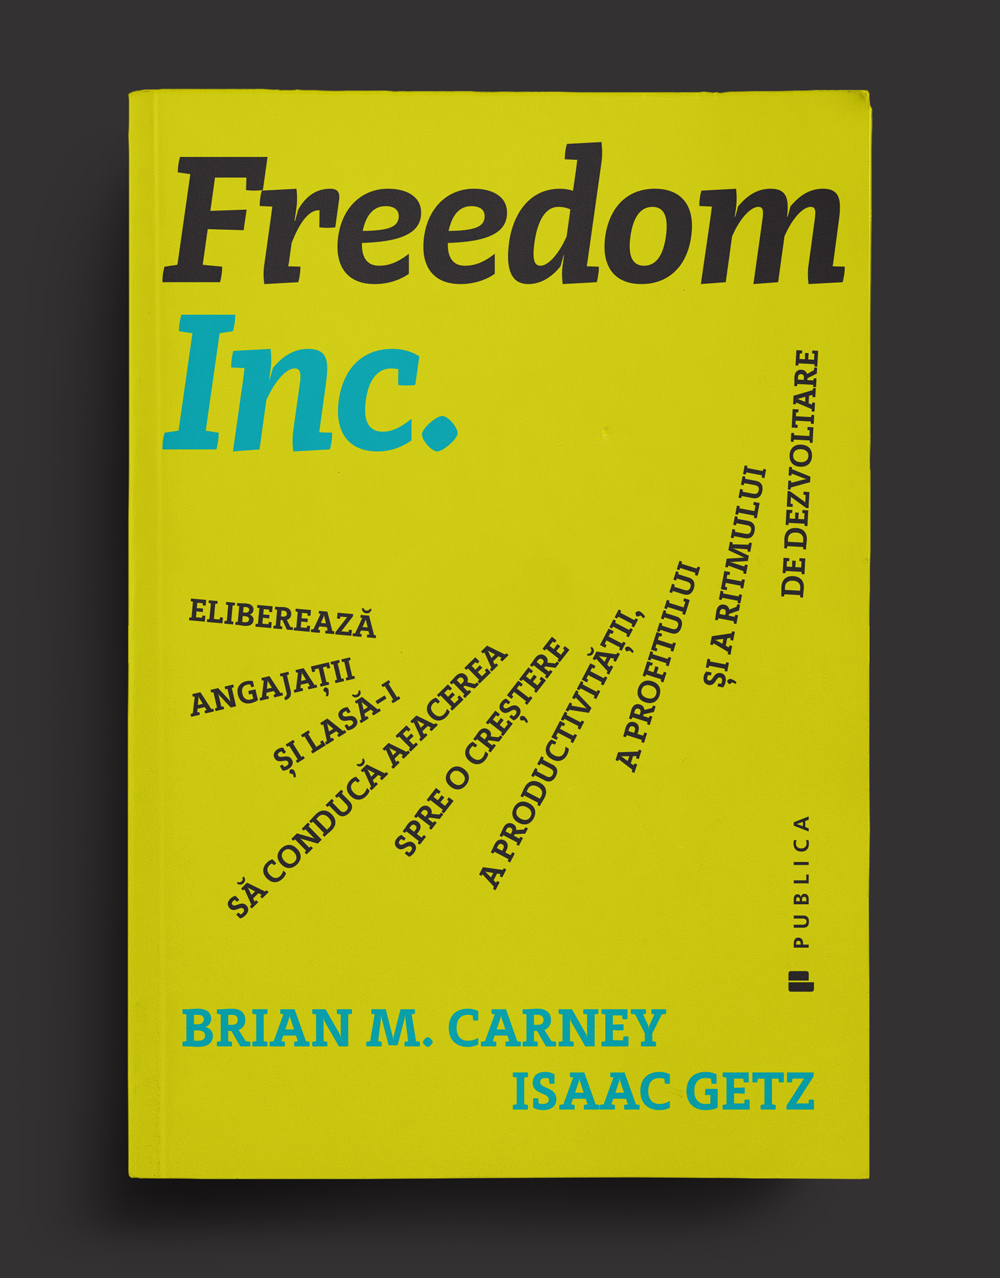 Freedom
Inc.
ELIBEREAZĂ
ANGAJAȚII
ȘI LASĂ-I
SĂ CONDUCĂ AFACEREA
SPRE O CREȘTERE
A PRODUCTIVITĂȚII,
A PROFITULUI
ȘI A RITMULUI
DE DEZVOLTARE
PUBLICA
BRIAN M. CARNEY
ISAAC GETZ